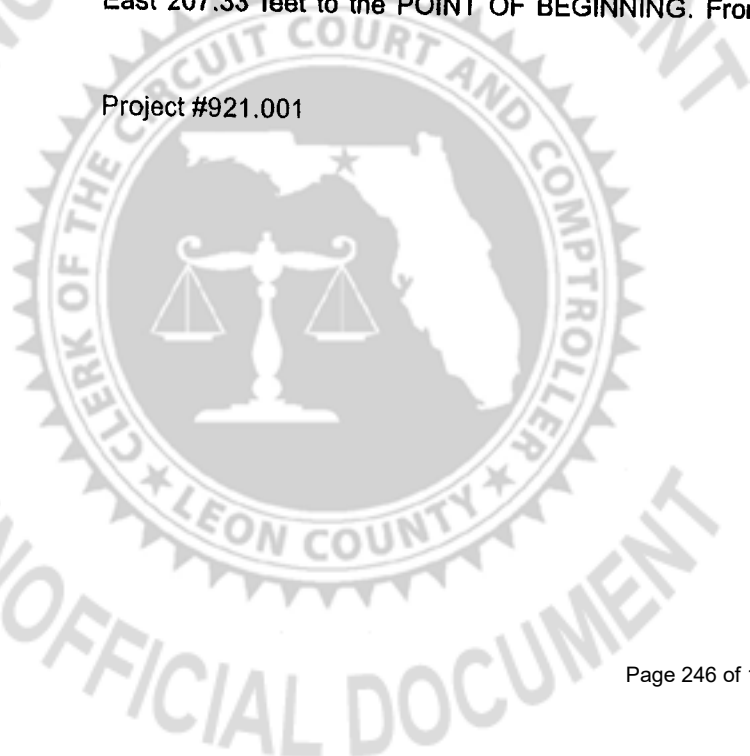 East 207.33 feet to the POINT OF BEGINNING. From
Project #921.001
CLERK OF THE CIRCUIT COURT AND COMPTROLLER
★ LEON COUNTY ★
UNOFFICIAL DOCUMENT
Page 246 of